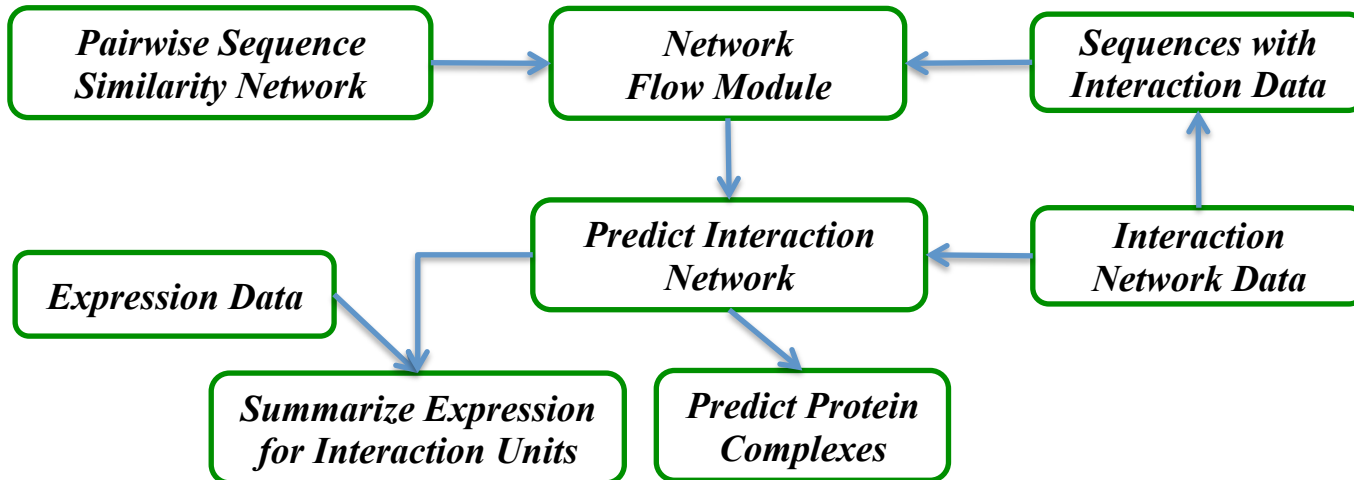 Pairwise Sequence
Similarity Network
Network
Flow Module
Sequences with
Interaction Data
Predict Interaction
Network
Interaction
Network Data
Expression Data
Summarize Expression
for Interaction Units
Predict Protein
Complexes